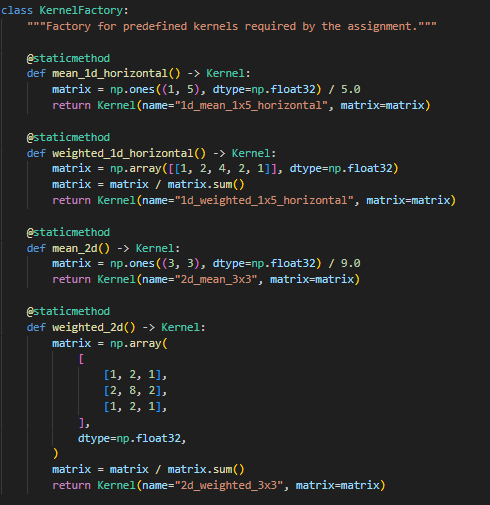 class KernelFactory:
    """Factory for predefined kernels required by the assignment."""

    @staticmethod
    def mean_1d_horizontal() -> Kernel:
        matrix = np.ones((1, 5), dtype=np.float32) / 5.0
        return Kernel(name="1d_mean_1x5_horizontal", matrix=matrix)

    @staticmethod
    def weighted_1d_horizontal() -> Kernel:
        matrix = np.array([[1, 2, 4, 2, 1]], dtype=np.float32)
        matrix = matrix / matrix.sum()
        return Kernel(name="1d_weighted_1x5_horizontal", matrix=matrix)

    @staticmethod
    def mean_2d() -> Kernel:
        matrix = np.ones((3, 3), dtype=np.float32) / 9.0
        return Kernel(name="2d_mean_3x3", matrix=matrix)

    @staticmethod
    def weighted_2d() -> Kernel:
        matrix = np.array(
            [
                [1, 2, 1],
                [2, 8, 2],
                [1, 2, 1],
            ],
            dtype=np.float32,
        )
        matrix = matrix / matrix.sum()
        return Kernel(name="2d_weighted_3x3", matrix=matrix)